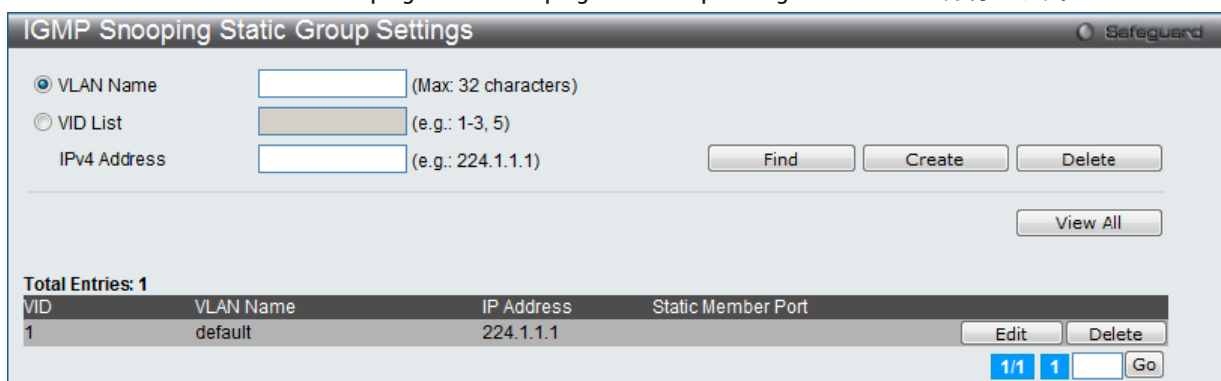 IGMP Snooping Static Group Settings Safeguard
VLAN Name (Max: 32 characters)
VID List (e.g.: 1-3, 5)
IPv4 Address (e.g.: 224.1.1.1) Find Create Delete
View All
Total Entries: 1
VID VLAN Name IP Address Static Member Port
1 default 224.1.1.1 Edit Delete
1/1 1 Go